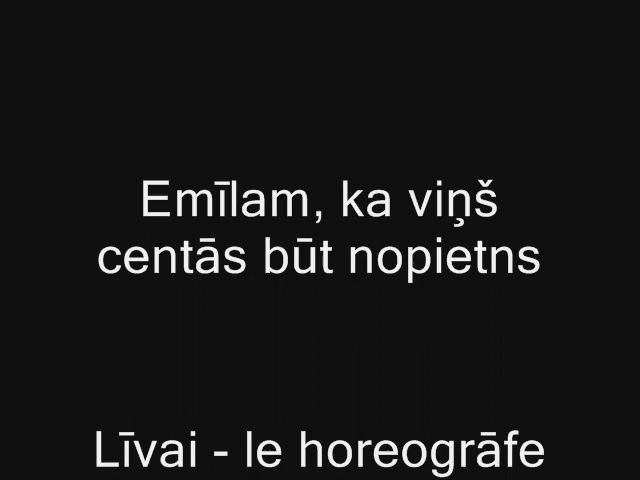 Emīlam, ka viņš
centās būt nopietns
Līvai - le horeogrāfe